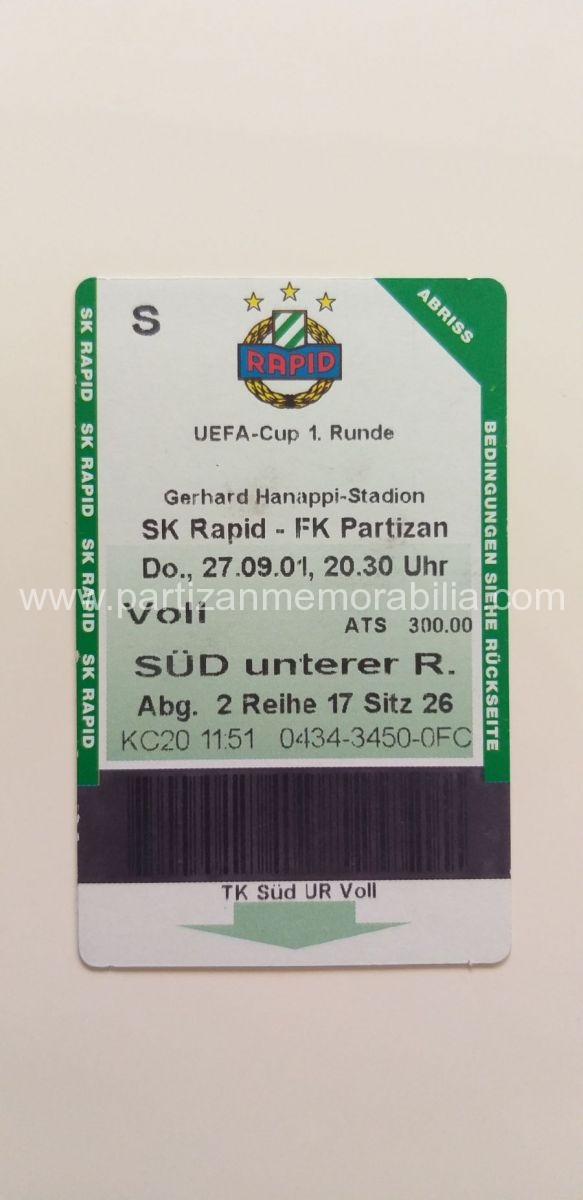 S
ABRISS
RAPID
UEFA-Cup 1. Runde
Gerhard Hanappi-Stadion
SK Rapid - FK Partizan
Do., 27.09.01, 20.30 Uhr
www.partizanmemorabilia.com
Voll
ATS 300.00
SÜD unterer R.
Abg. 2 Reihe 17 Sitz 26
KC20 11:51 0434-3450-0FC
TK Süd UR Voll
SK RAPID SK RAPID SK RAPID SK RAPID
BEDINGUNGEN SIEHE RÜCKSEITE